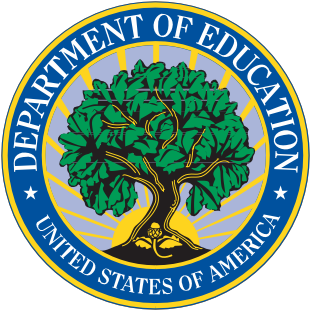 DEPARTMENT OF EDUCATION
UNITED STATES OF AMERICA